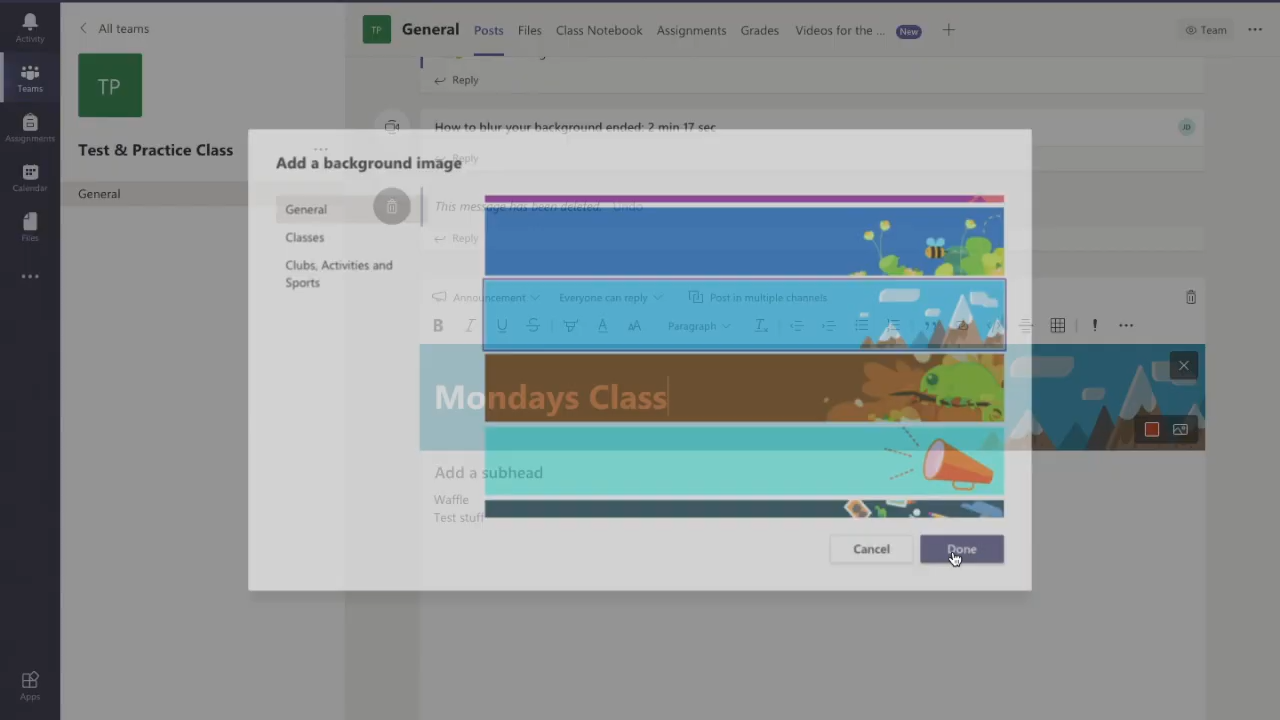 Activity
Teams
Assignments
Calendar
Files
Apps
All teams
TP
Test & Practice Class
General
TP
General
Posts
Files
Class Notebook
Assignments
Grades
Videos for the ...
New
Team
Reply
How to blur your background ended: 2 min 17 sec
JD
Reply
This message has been deleted. Undo
Reply
Add a background image
General
Classes
Clubs, Activities and
Sports
Announcement
Everyone can reply
Post in multiple channels
B I U S A AA Paragraph
Mondays Class
Add a subhead
Waffle
Test stuff
Cancel
Done